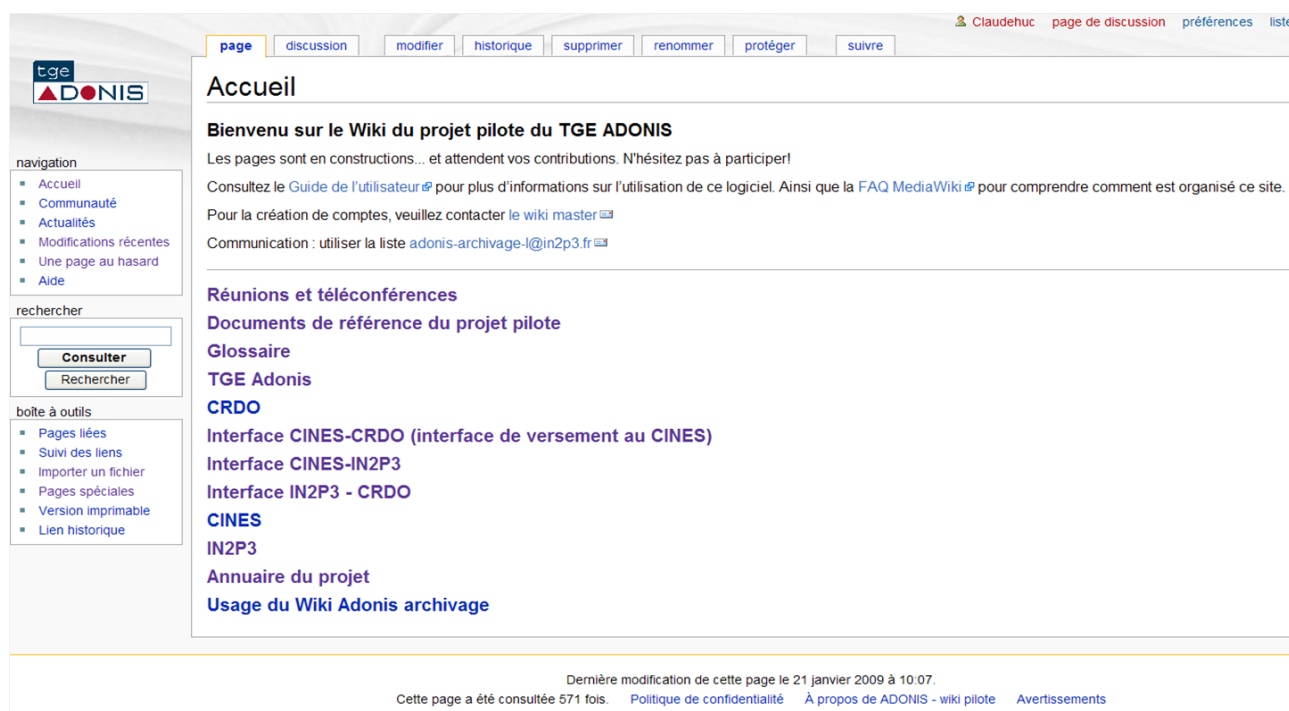 Claudehuc page de discussion préférences liste
page discussion modifier historique supprimer renommer protéger suivre
tge
ADONIS
Accueil
Bienvenu sur le Wiki du projet pilote du TGE ADONIS
Les pages sont en constructions... et attendent vos contributions. N'hésitez pas à participer!
Consultez le Guide de l'utilisateur pour plus d'informations sur l'utilisation de ce logiciel. Ainsi que la FAQ MediaWiki pour comprendre comment est organisé ce site.
Pour la création de comptes, veuillez contacter le wiki master
Communication : utiliser la liste adonis-archivage-l@in2p3.fr
navigation
Accueil
Communauté
Actualités
Modifications récentes
Une page au hasard
Aide
rechercher
Consulter
Rechercher
boîte à outils
Pages liées
Suivi des liens
Importer un fichier
Pages spéciales
Version imprimable
Lien historique
Réunions et téléconférences
Documents de référence du projet pilote
Glossaire
TGE Adonis
CRDO
Interface CINES-CRDO (interface de versement au CINES)
Interface CINES-IN2P3
Interface IN2P3 - CRDO
CINES
IN2P3
Annuaire du projet
Usage du Wiki Adonis archivage
Dernière modification de cette page le 21 janvier 2009 à 10:07.
Cette page a été consultée 571 fois. Politique de confidentialité À propos de ADONIS - wiki pilote Avertissements